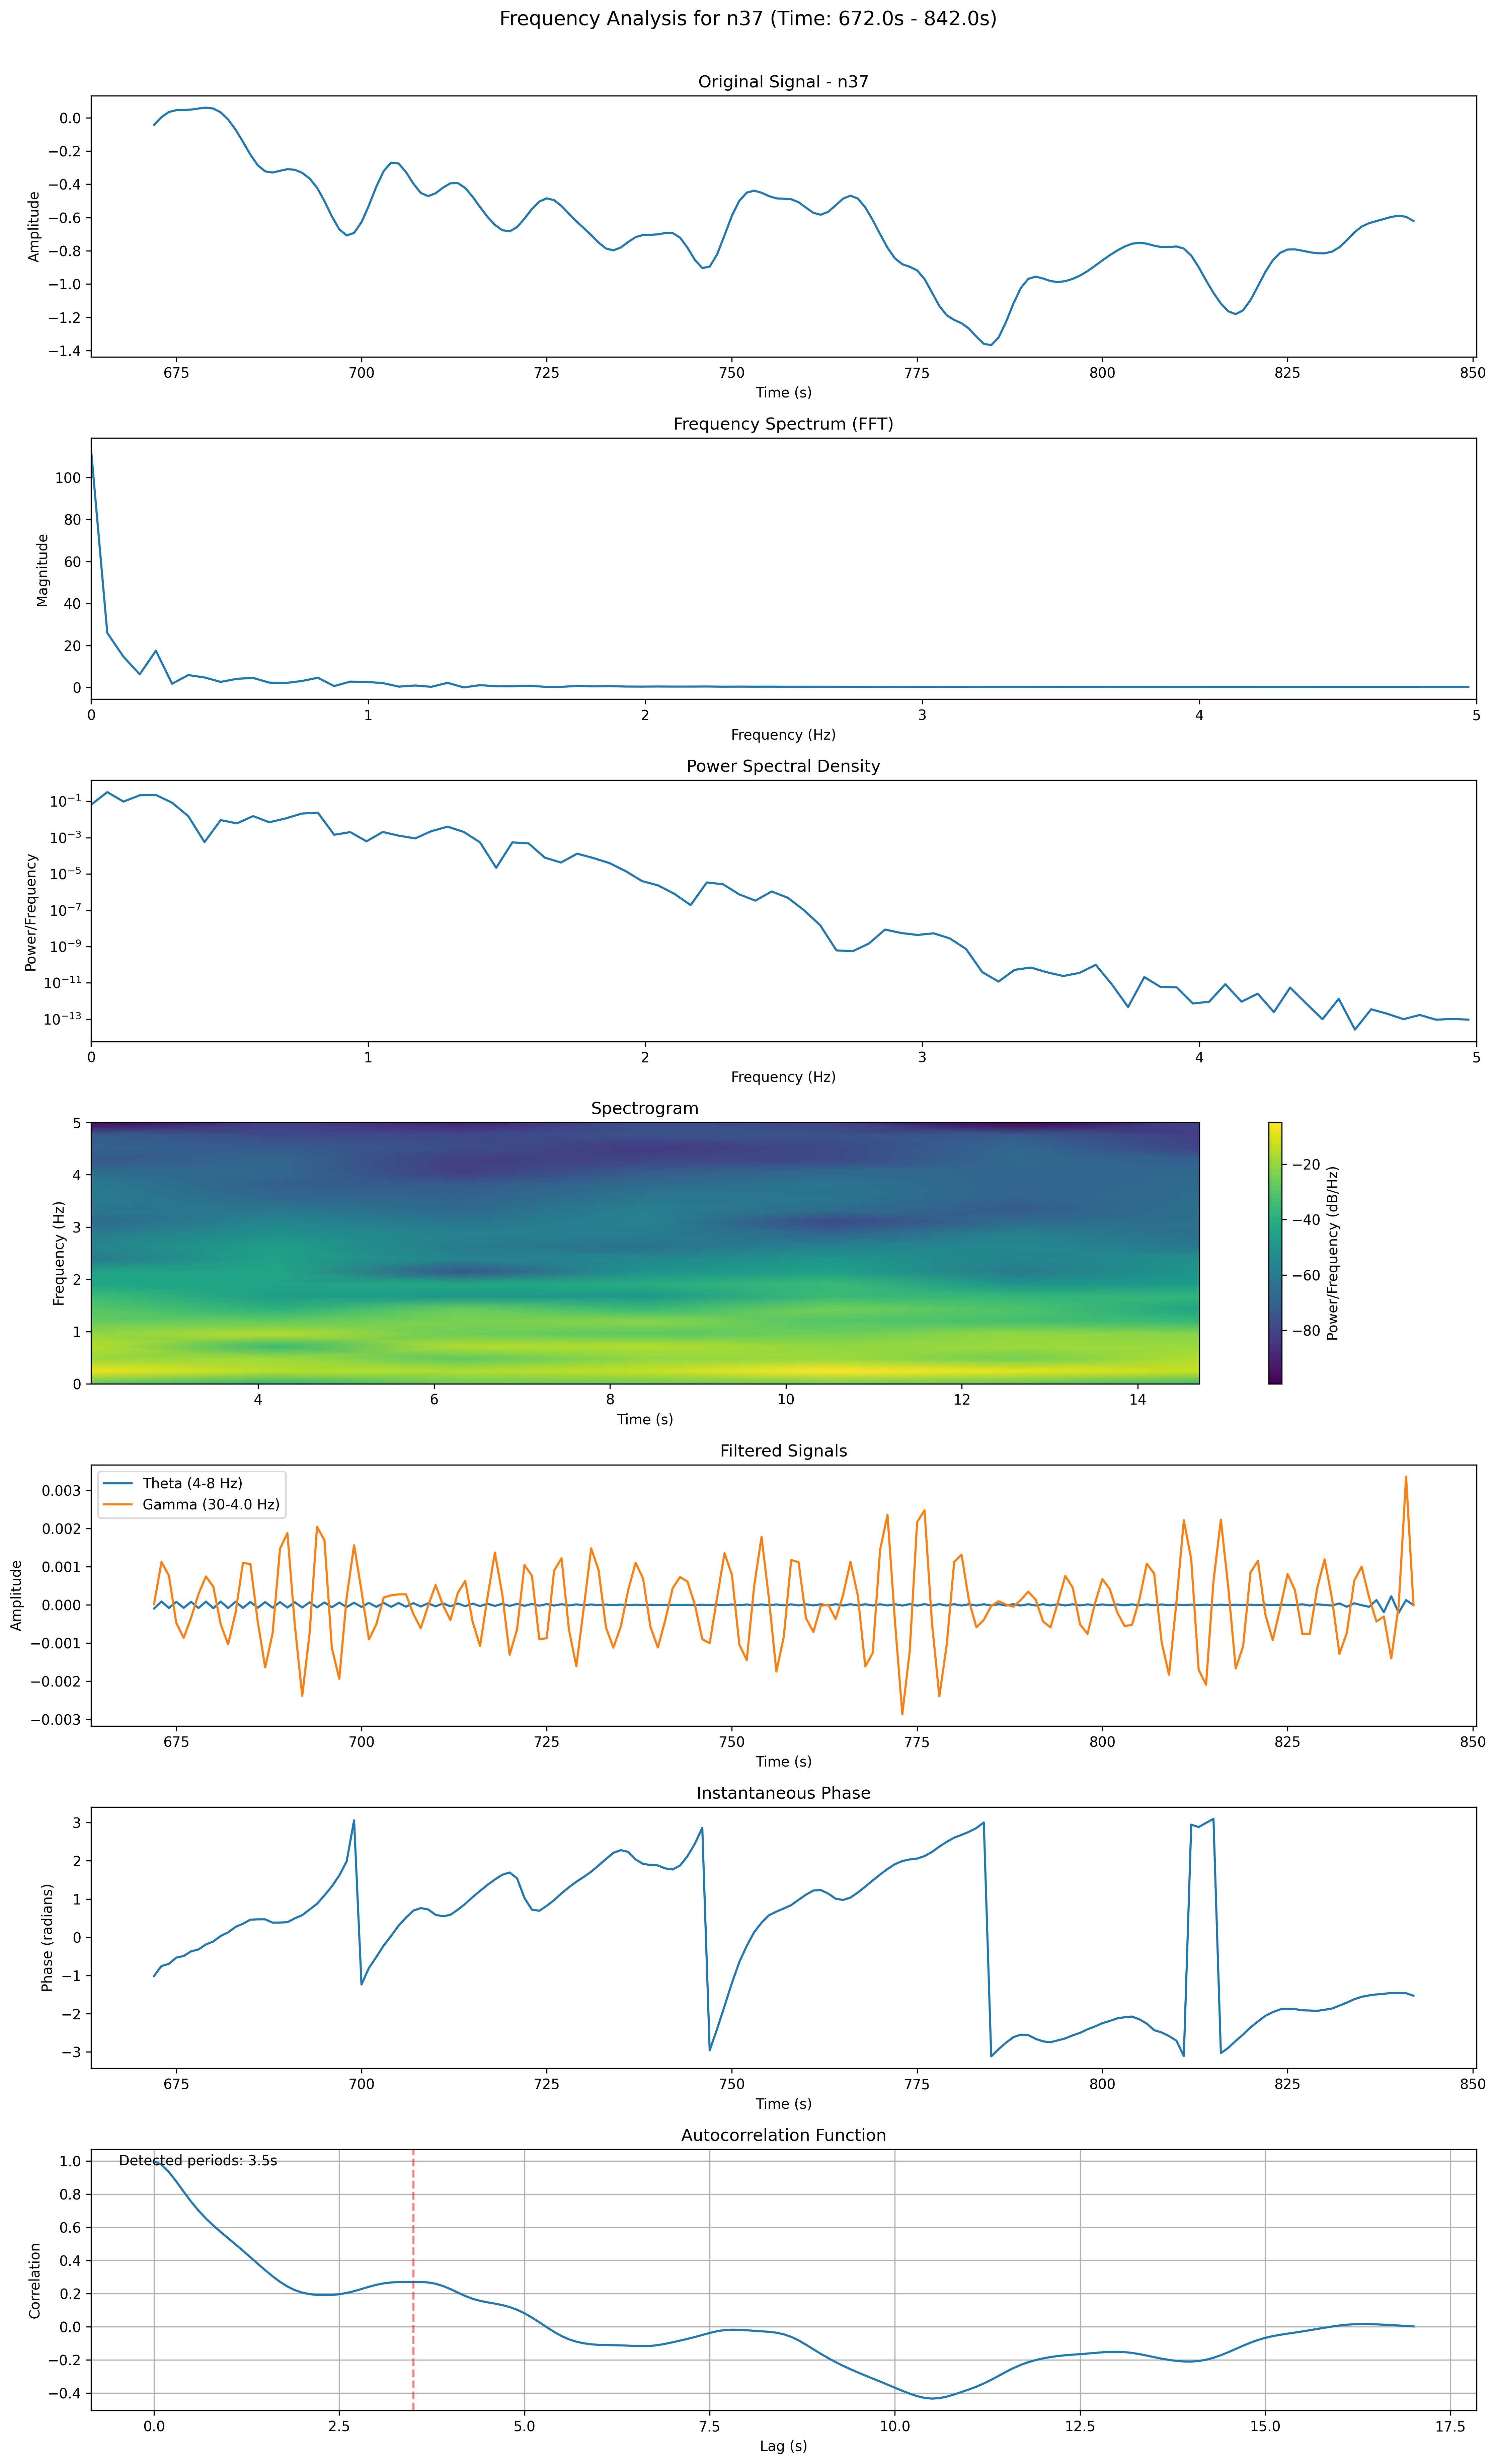 Frequency Analysis for n37 (Time: 672.0s - 842.0s)
Original Signal - n37
Amplitude
0.0
−0.2
−0.4
−0.6
−0.8
−1.0
−1.2
−1.4
675 700 725 750 775 800 825 850
Time (s)
Frequency Spectrum (FFT)
Magnitude
100
80
60
40
20
0
0 1 2 3 4 5
Frequency (Hz)
Power Spectral Density
Power/Frequency
10⁻¹
10⁻³
10⁻⁵
10⁻⁷
10⁻⁹
10⁻¹¹
10⁻¹³
0 1 2 3 4 5
Frequency (Hz)
Spectrogram
Frequency (Hz)
5
4
3
2
1
0
4 6 8 10 12 14
Time (s)
−20
−40
−60
−80
Power/Frequency (dB/Hz)
Filtered Signals
Theta (4-8 Hz)
Gamma (30-4.0 Hz)
Amplitude
0.003
0.002
0.001
0.000
−0.001
−0.002
−0.003
675 700 725 750 775 800 825 850
Time (s)
Instantaneous Phase
Phase (radians)
3
2
1
0
−1
−2
−3
675 700 725 750 775 800 825 850
Time (s)
Autocorrelation Function
Detected periods: 3.5s
Correlation
1.0
0.8
0.6
0.4
0.2
0.0
−0.2
−0.4
0.0 2.5 5.0 7.5 10.0 12.5 15.0 17.5
Lag (s)